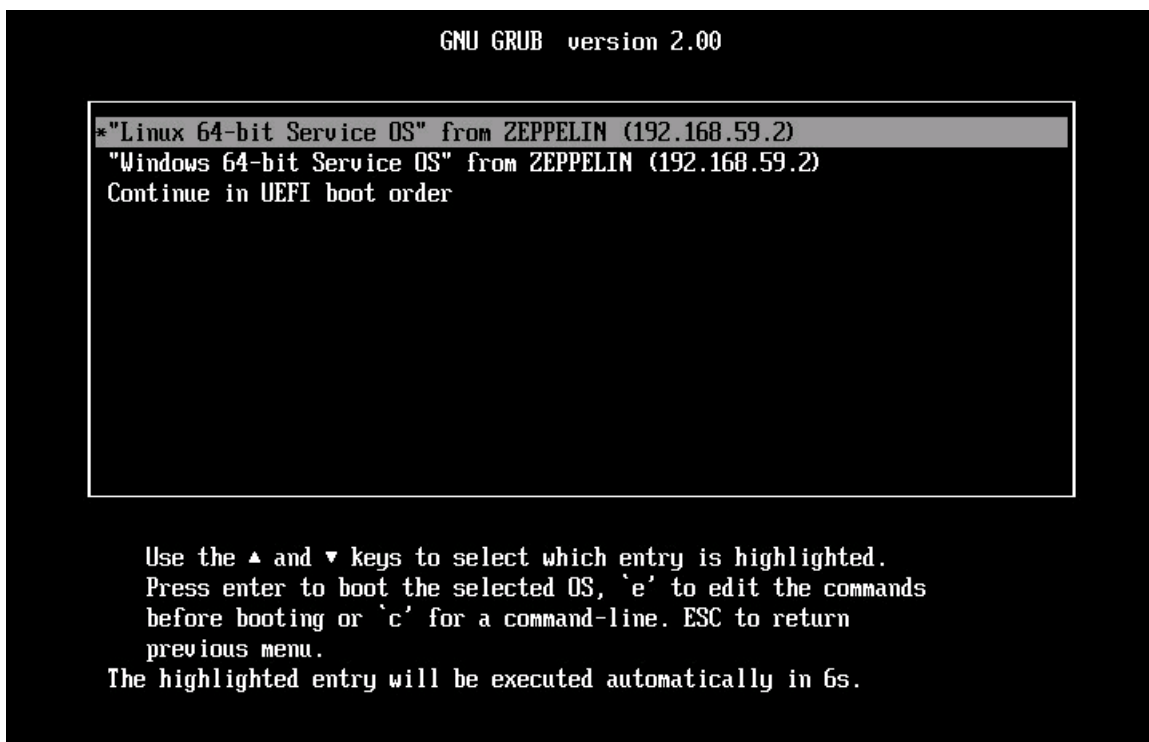 GNU GRUB version 2.00
*"Linux 64-bit Service OS" from ZEPPELIN (192.168.59.2)
"Windows 64-bit Service OS" from ZEPPELIN (192.168.59.2)
Continue in UEFI boot order
Use the ▲ and ▼ keys to select which entry is highlighted.
Press enter to boot the selected OS, `e' to edit the commands
before booting or `c' for a command-line. ESC to return
previous menu.
The highlighted entry will be executed automatically in 6s.